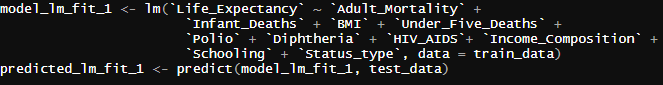 model_lm_fit_1 <- lm(`Life_Expectancy` ~ `Adult_Mortality` +
`Infant_Deaths` + `BMI` + `Under_Five_Deaths` +
`Polio` + `Diphtheria` + `HIV_AIDS`+ `Income_Composition` +
`Schooling` + `Status_type`, data = train_data)
predicted_lm_fit_1 <- predict(model_lm_fit_1, test_data)